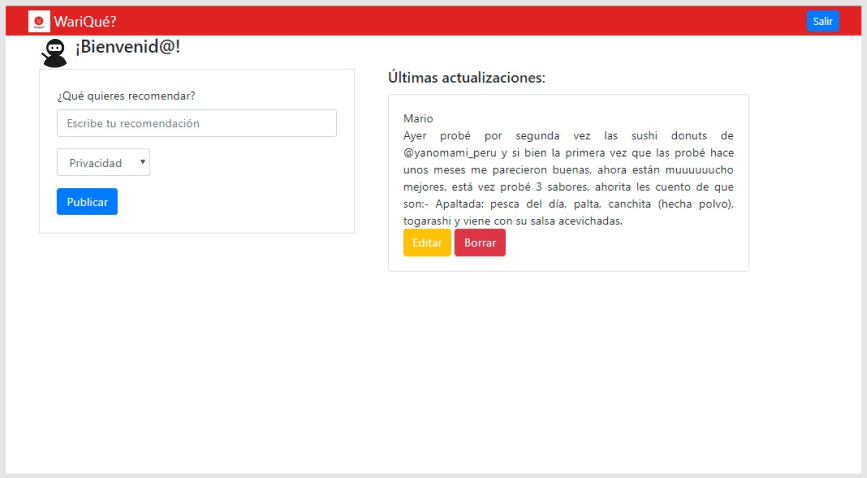 WariQué?
Salir
¡Bienvenid@!
¿Qué quieres recomendar?
Escribe tu recomendación
Privacidad
Publicar
Últimas actualizaciones:
Mario
Ayer probé por segunda vez las sushi donuts de
@yanomami_peru y si bien la primera vez que las probé hace
unos meses me parecieron buenas, ahora están muuuuuucho
mejores, está vez probé 3 sabores, ahorita les cuento de que
son:- Apaltada: pesca del día, palta, canchita (hecha polvo),
togarashi y viene con su salsa acevichadas.
Editar Borrar